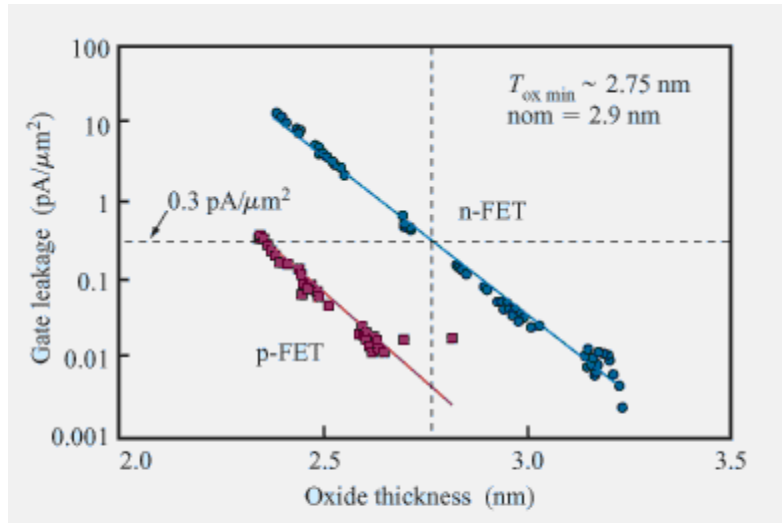 100
10
1
0.1
0.01
0.001
Gate leakage (pA/μm²)
T ox min ~ 2.75 nm
nom = 2.9 nm
0.3 pA/μm²
n-FET
p-FET
2.0 2.5 3.0 3.5
Oxide thickness (nm)